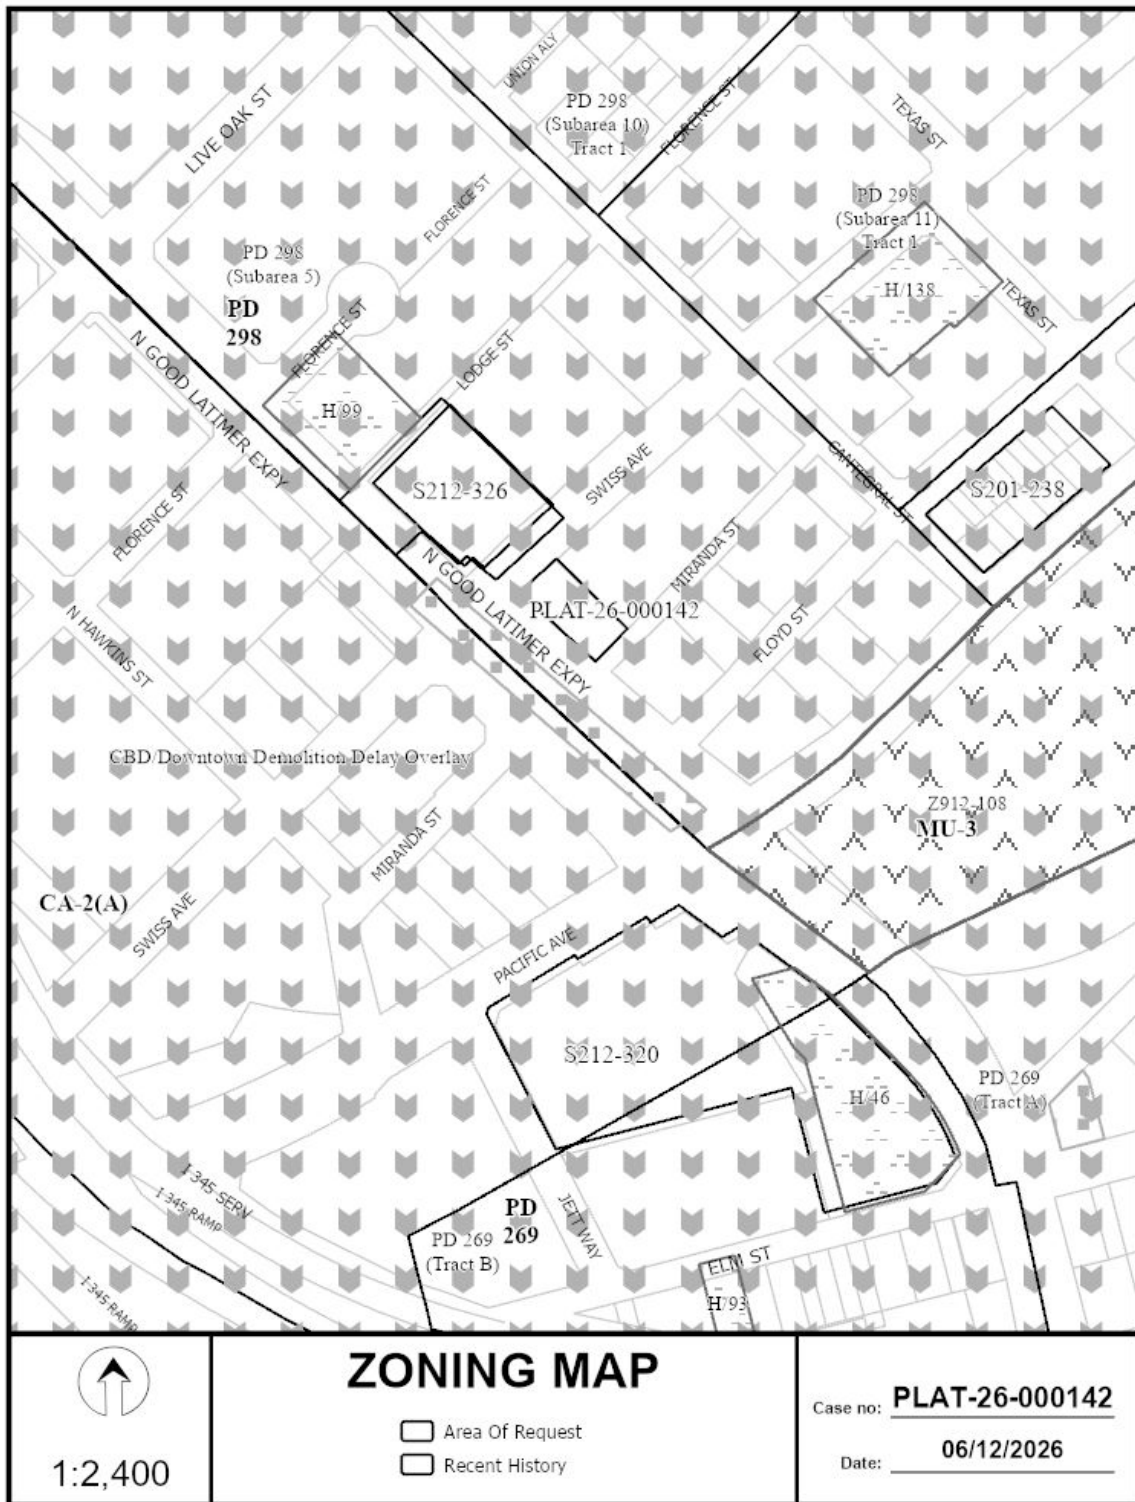 UNION ALY
LIVE OAK ST
PD 298
(Subarea 10)
Tract 1
FLORENCE ST
TEXAS ST
FLORENCE ST
PD 298
(Subarea 11)
Tract 1
PD 298
(Subarea 5)
PD
298
H/138
TEXAS ST
FLORENCE ST
N GOOD LATIMER EXPY
LODGE ST
H/99
SWISS AVE
S212-326
CANTEGRAL ST
S201-238
FLORENCE ST
MIRANDA ST
N GOOD LATIMER EXPY
PLAT-26-000142
FLOYD ST
N HAWKINS ST
CBD/Downtown Demolition Delay Overlay
Z912-108
MU-3
MIRANDA ST
CA-2(A)
SWISS AVE
PACIFIC AVE
S212-320
PD 269
(Tract A)
H/46
I 345 SERV
I 345 RAMP
JETT WAY
PD
269
PD 269
(Tract B)
ELM ST
I 345 RAMP
H/93
ZONING MAP
Area Of Request
Recent History
1:2,400
Case no: PLAT-26-000142
Date: 06/12/2026